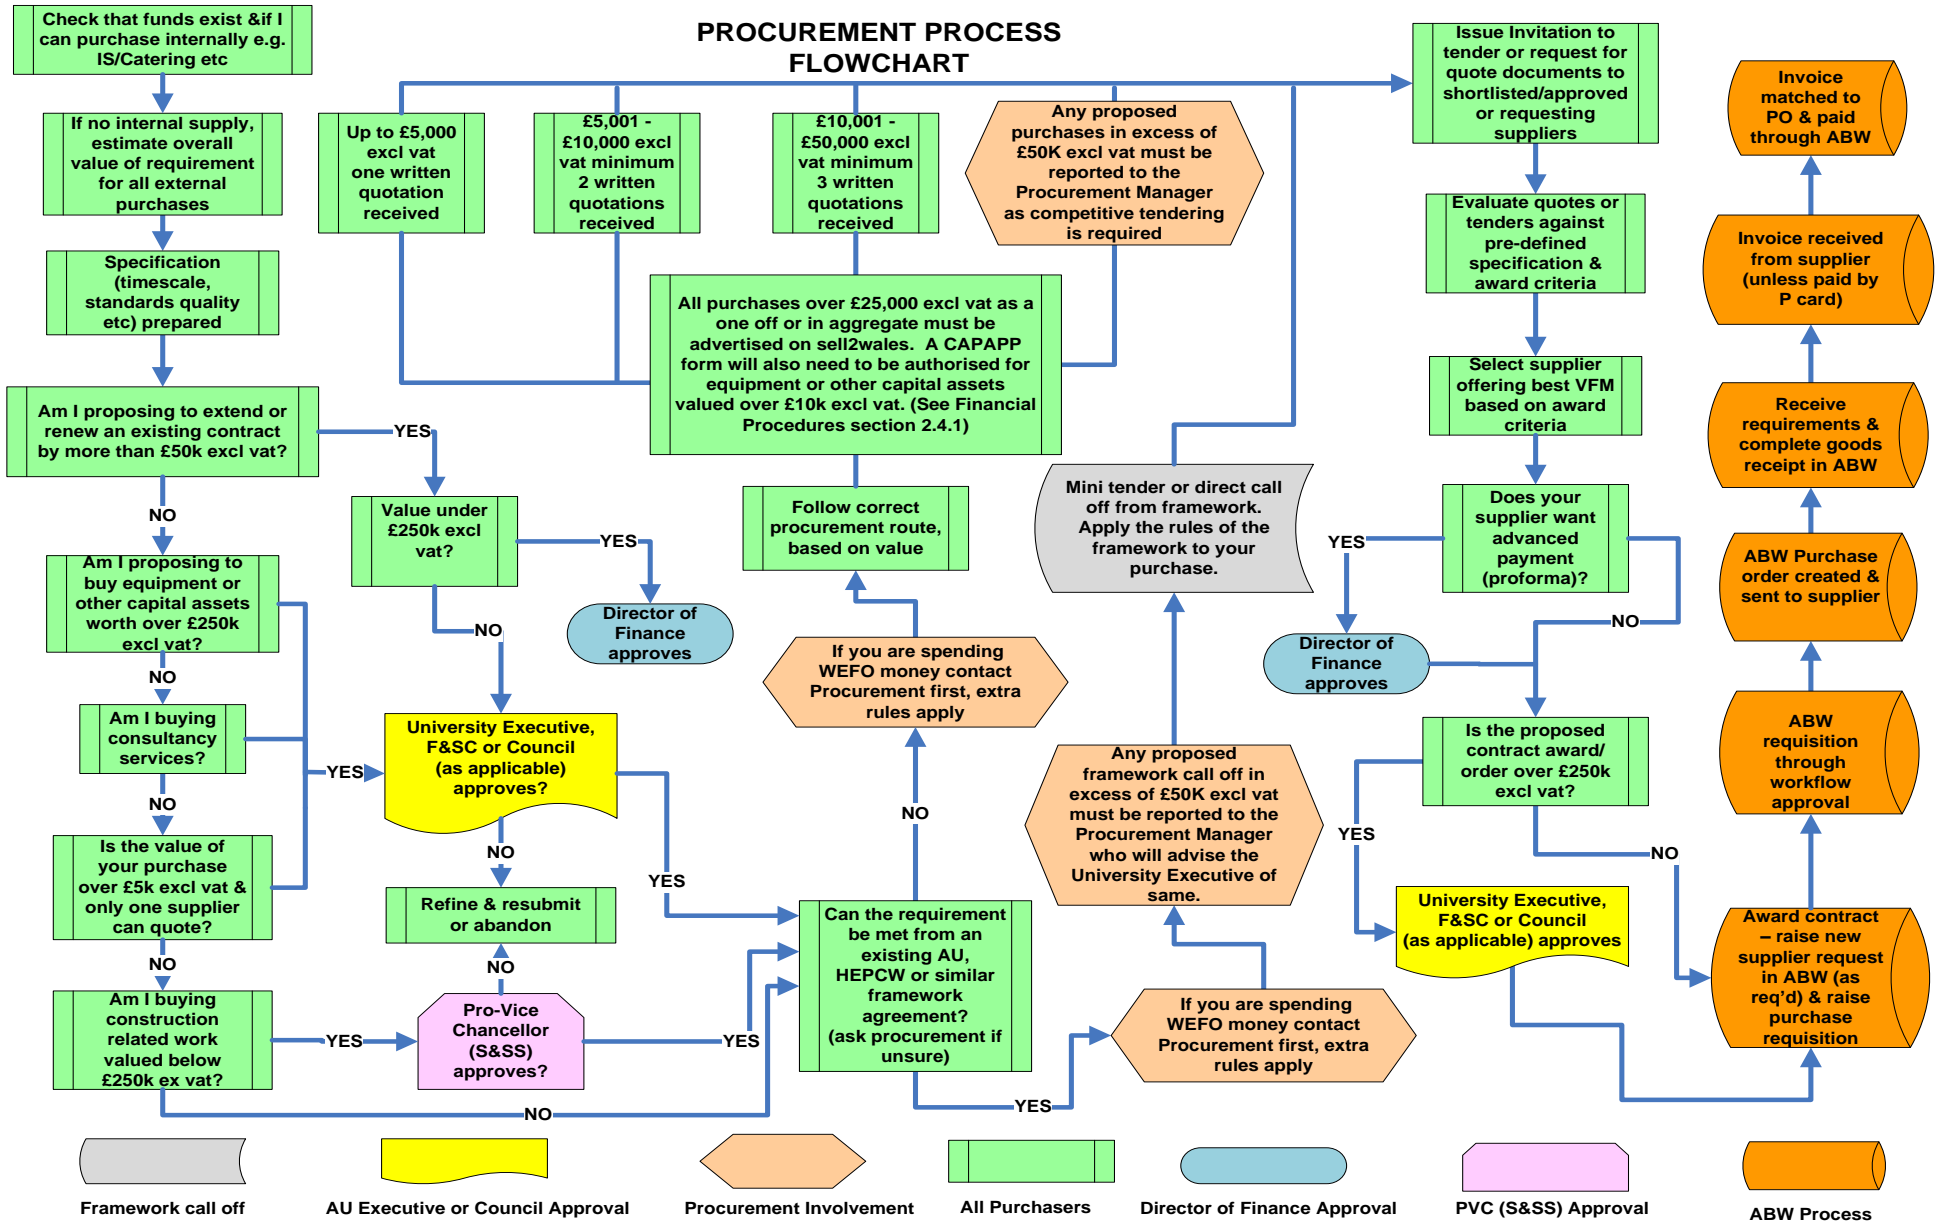 PROCUREMENT PROCESS
FLOWCHART
Check that funds exist &if I
can purchase internally e.g.
IS/Catering etc
If no internal supply,
estimate overall
value of requirement
for all external
purchases
Specification
(timescale,
standards quality
etc) prepared
Am I proposing to extend or
renew an existing contract
by more than £50k excl vat?
YES
NO
Am I proposing to
buy equipment or
other capital assets
worth over £250k
excl vat?
NO
Am I buying
consultancy
services?
YES
NO
Is the value of
your purchase
over £5k excl vat &
only one supplier
can quote?
NO
Am I buying
construction
related work
valued below
£250k ex vat?
YES
NO
Value under
£250k excl
vat?
YES
NO
Director of
Finance
approves
University Executive,
F&SC or Council
(as applicable)
approves?
NO
YES
Refine & resubmit
or abandon
NO
Pro-Vice
Chancellor
(S&SS)
approves?
YES
Up to £5,000
excl vat
one written
quotation
received
£5,001 -
£10,000 excl
vat minimum
2 written
quotations
received
£10,001 -
£50,000 excl
vat minimum
3 written
quotations
received
Any proposed
purchases in excess of
£50K excl vat must be
reported to the
Procurement Manager
as competitive tendering
is required
All purchases over £25,000 excl vat as a
one off or in aggregate must be
advertised on sell2wales.  A CAPAPP
form will also need to be authorised for
equipment or other capital assets
valued over £10k excl vat. (See Financial
Procedures section 2.4.1)
Follow correct
procurement route,
based on value
If you are spending
WEFO money contact
Procurement first, extra
rules apply
NO
Can the requirement
be met from an
existing AU,
HEPCW or similar
framework
agreement?
(ask procurement if
unsure)
YES
Mini tender or direct call
off from framework.
Apply the rules of the
framework to your
purchase.
Any proposed
framework call off in
excess of £50K excl vat
must be reported to the
Procurement Manager
who will advise the
University Executive of
same.
If you are spending
WEFO money contact
Procurement first, extra
rules apply
Issue Invitation to
tender or request for
quote documents to
shortlisted/approved
or requesting
suppliers
Evaluate quotes or
tenders against
pre-defined
specification &
award criteria
Select supplier
offering best VFM
based on award
criteria
Does your
supplier want
advanced
payment
(proforma)?
YES
NO
Director of
Finance
approves
Is the proposed
contract award/
order over £250k
excl vat?
YES
NO
University Executive,
F&SC or Council
(as applicable) approves
Invoice
matched to
PO & paid
through ABW
Invoice received
from supplier
(unless paid by
P card)
Receive
requirements &
complete goods
receipt in ABW
ABW Purchase
order created &
sent to supplier
ABW
requisition
through
workflow
approval
Award contract
– raise new
supplier request
in ABW (as
req’d) & raise
purchase
requisition
Framework call off
AU Executive or Council Approval
Procurement Involvement
All Purchasers
Director of Finance Approval
PVC (S&SS) Approval
ABW Process